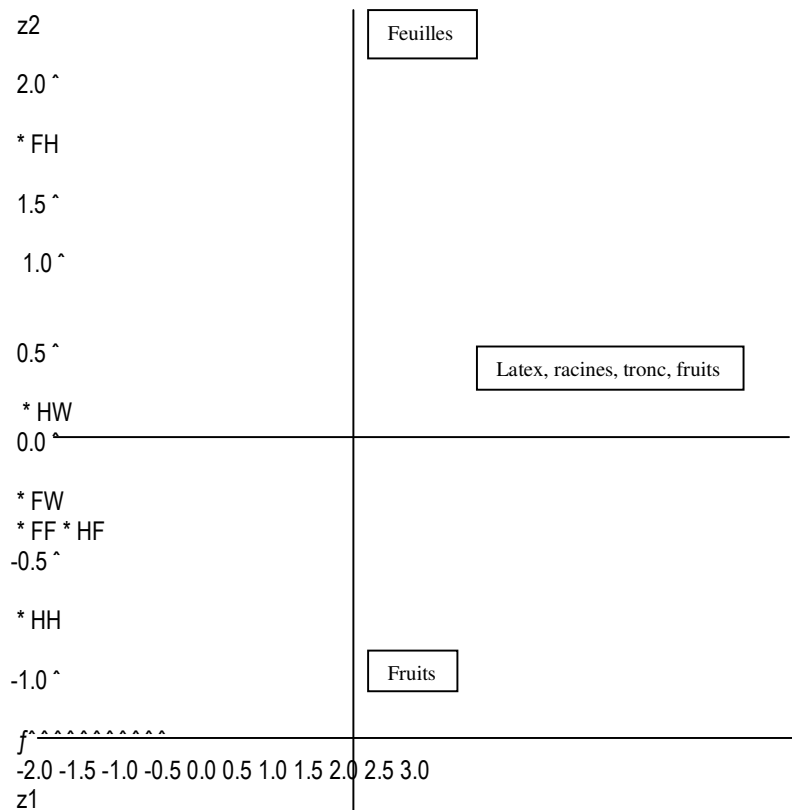 z2
Feuilles
2.0 ˆ
* FH
1.5 ˆ
1.0 ˆ
0.5 ˆ
Latex, racines, tronc, fruits
* HW
0.0 ˆ
* FW
* FF * HF
-0.5 ˆ
* HH
Fruits
-1.0 ˆ
ƒˆˆˆˆˆˆˆˆˆˆˆ
-2.0 -1.5 -1.0 -0.5 0.0 0.5 1.0 1.5 2.0 2.5 3.0
z1